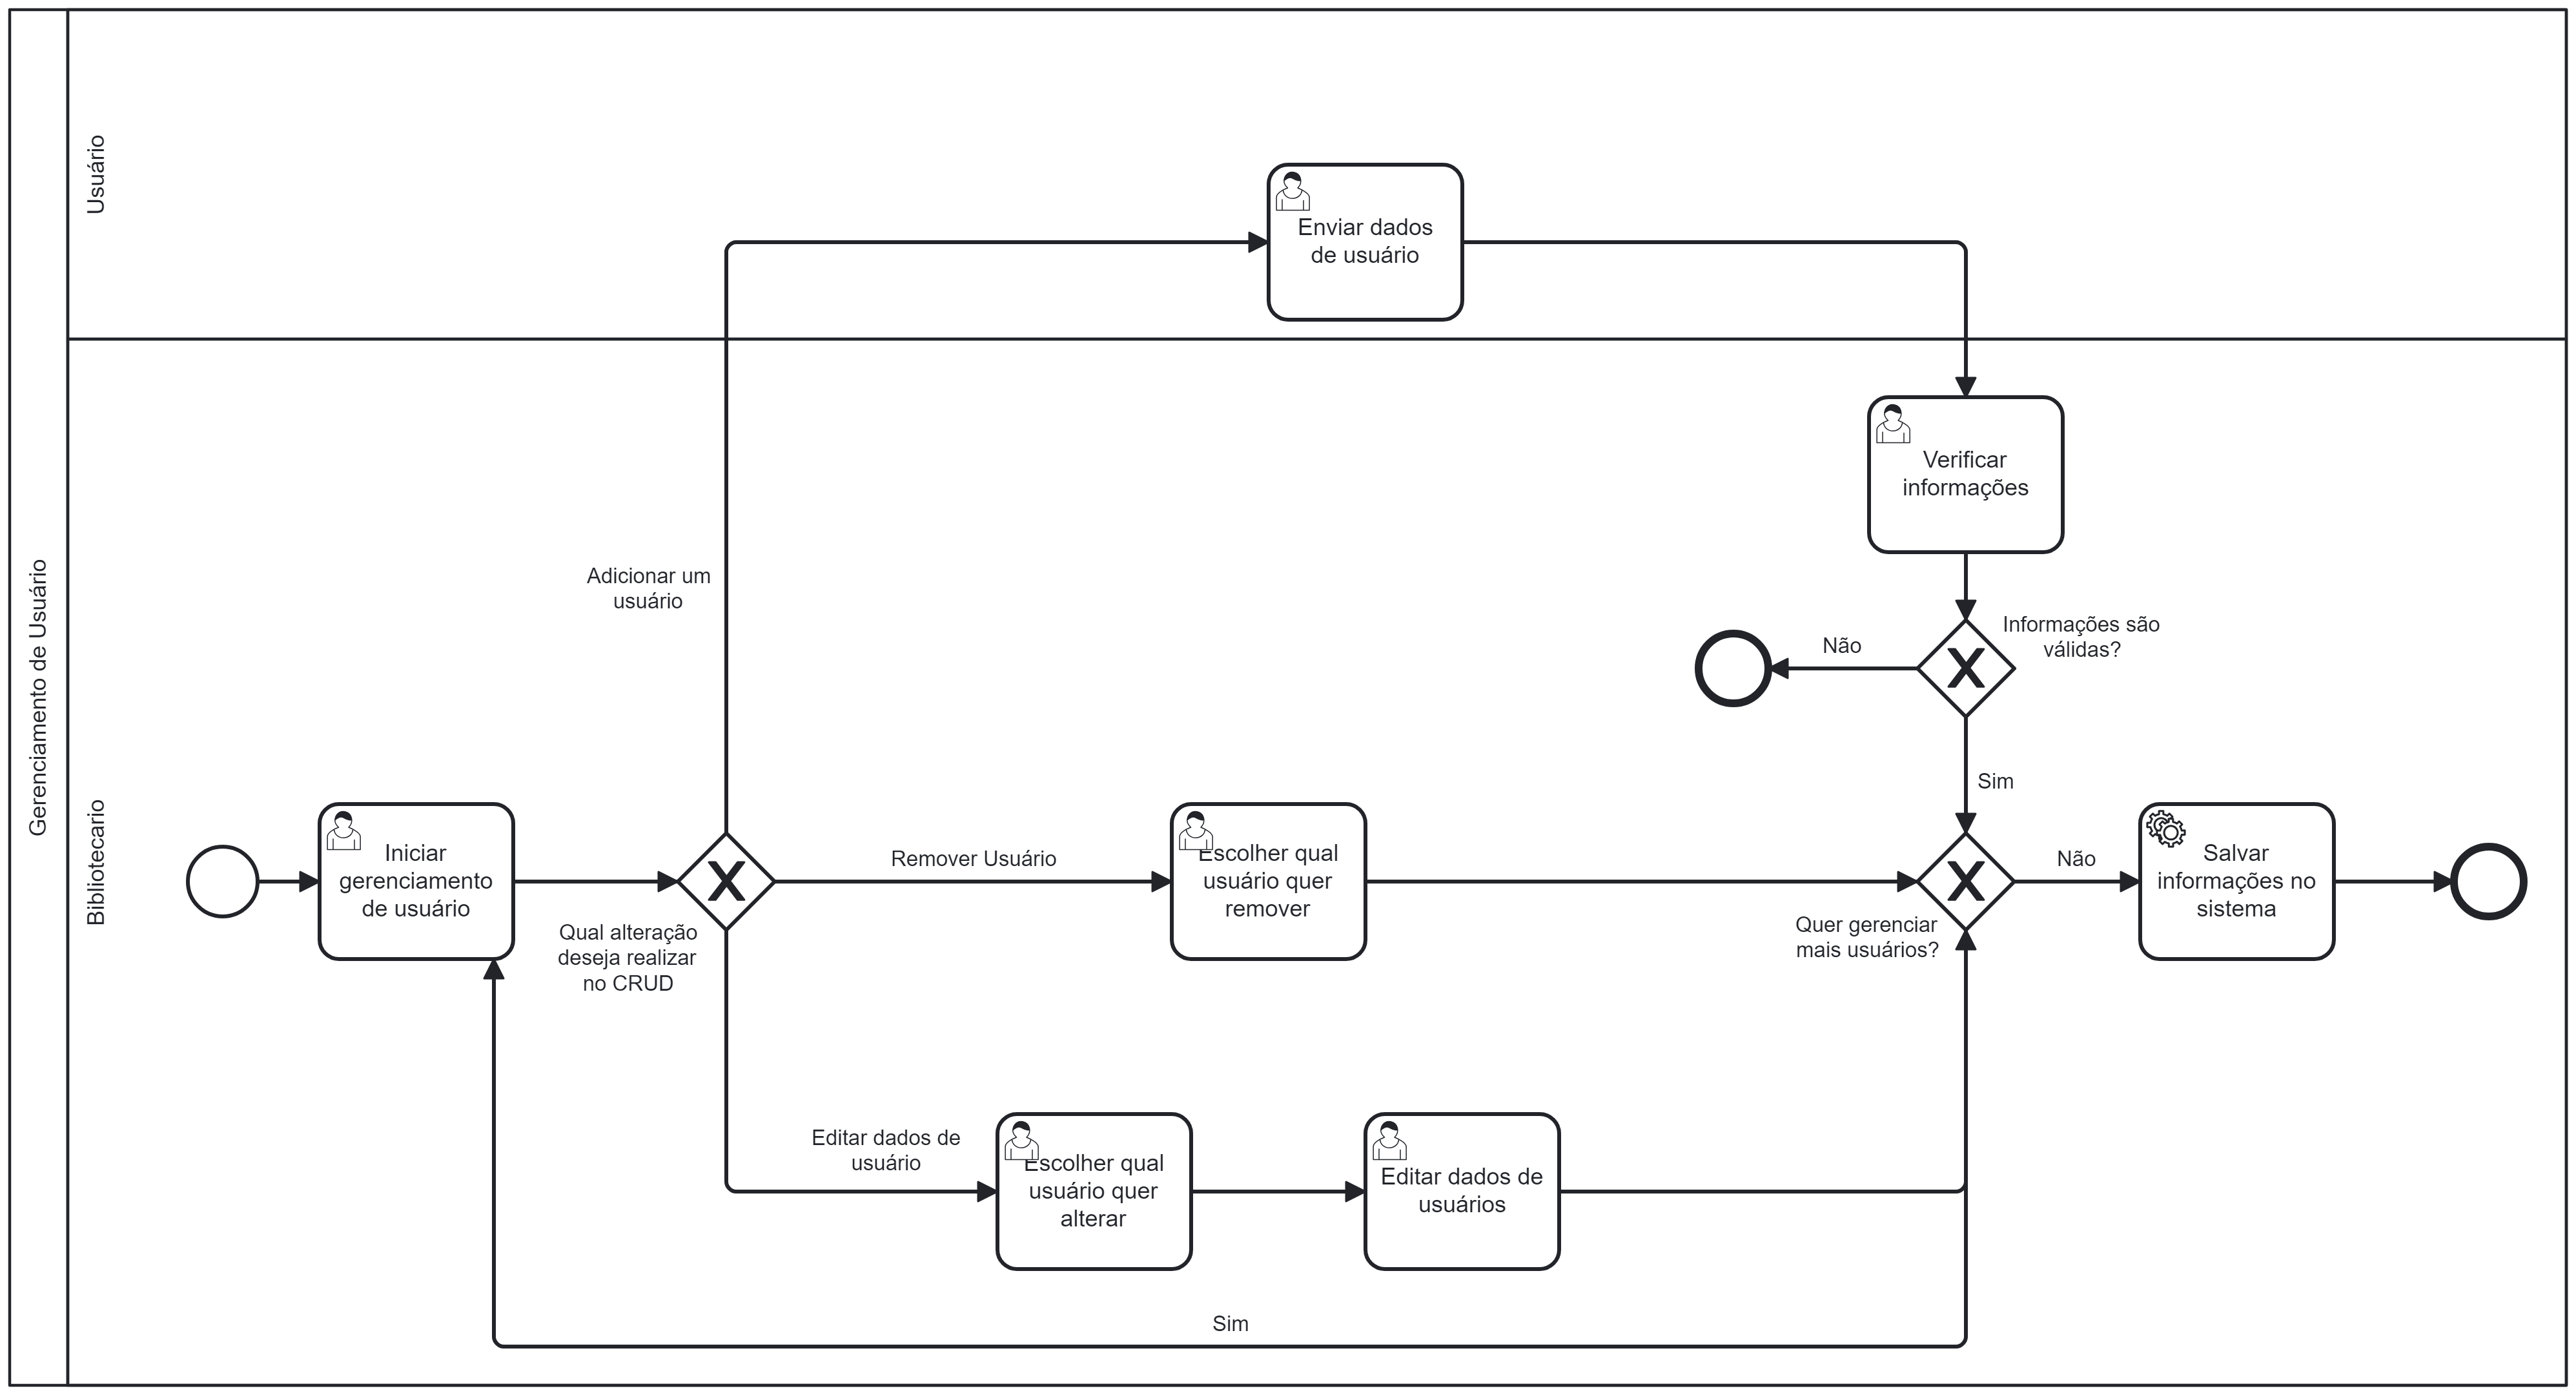 Gerenciamento de Usuário
Usuário
Enviar dados
de usuário
Bibliotecario
Verificar
informações
Adicionar um
usuário
Informações são
válidas?
Não
Sim
Iniciar
gerenciamento
de usuário
Qual alteração
deseja realizar
no CRUD
Remover Usuário
Escolher qual
usuário quer
remover
Quer gerenciar
mais usuários?
Não
Salvar
informações no
sistema
Editar dados de
usuário
Escolher qual
usuário quer
alterar
Editar dados de
usuários
Sim